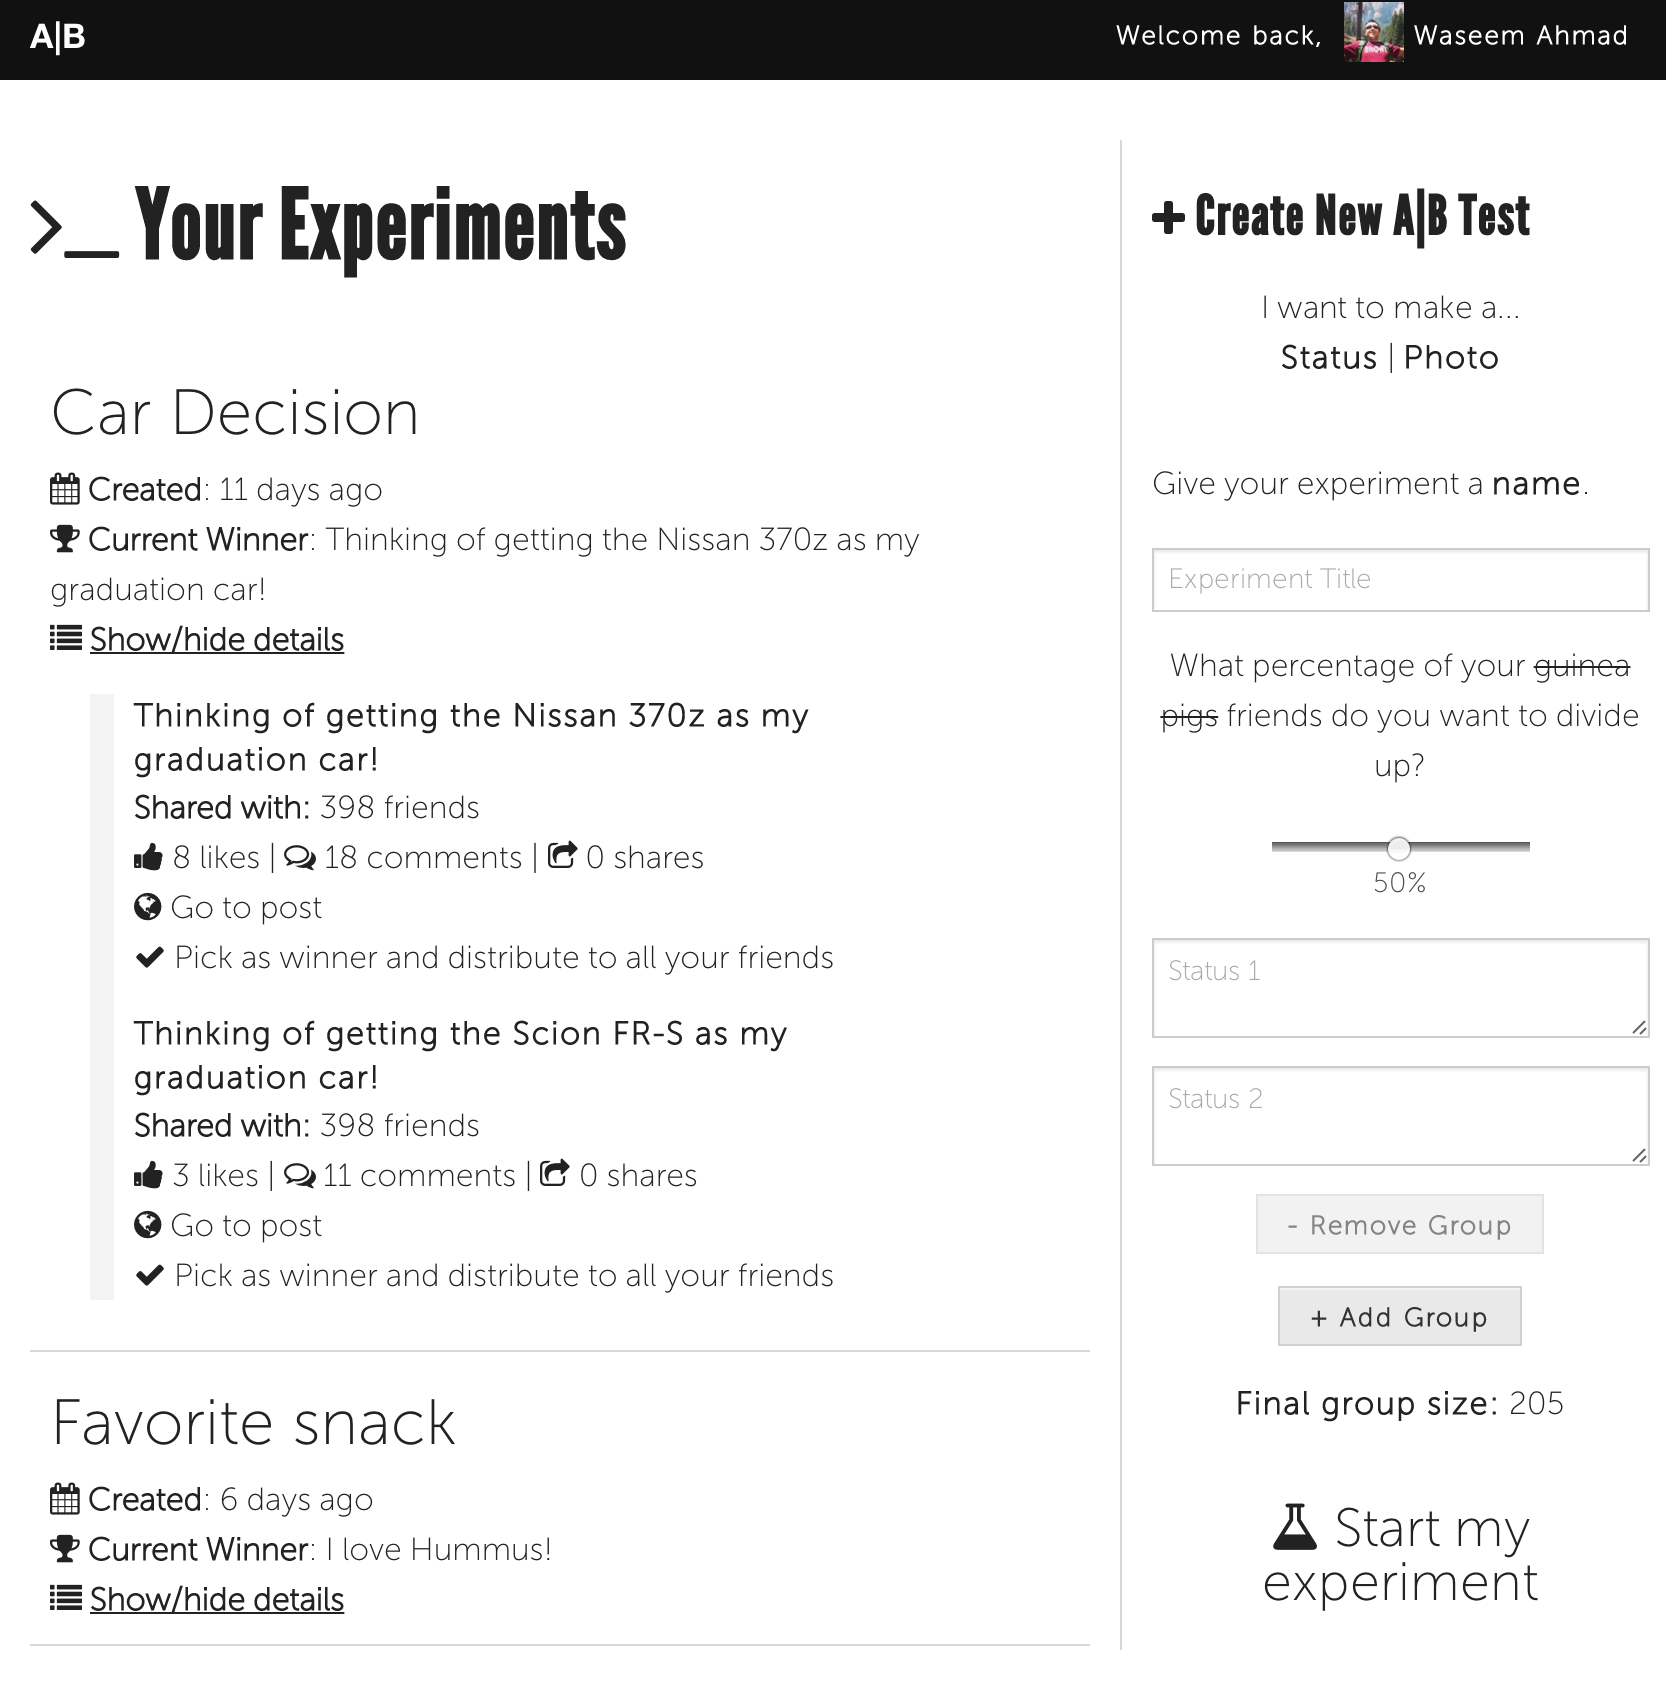 A|B
Welcome back, Waseem Ahmad
>_ Your Experiments
Car Decision
Created: 11 days ago
Current Winner: Thinking of getting the Nissan 370z as my
graduation car!
Show/hide details
Thinking of getting the Nissan 370z as my
graduation car!
Shared with: 398 friends
8 likes | 18 comments | 0 shares
Go to post
Pick as winner and distribute to all your friends
Thinking of getting the Scion FR-S as my
graduation car!
Shared with: 398 friends
3 likes | 11 comments | 0 shares
Go to post
Pick as winner and distribute to all your friends
Favorite snack
Created: 6 days ago
Current Winner: I love Hummus!
Show/hide details
+ Create New A|B Test
I want to make a...
Status | Photo
Give your experiment a name.
Experiment Title
What percentage of your guinea
pigs friends do you want to divide
up?
50%
Status 1
Status 2
- Remove Group
+ Add Group
Final group size: 205
Start my
experiment